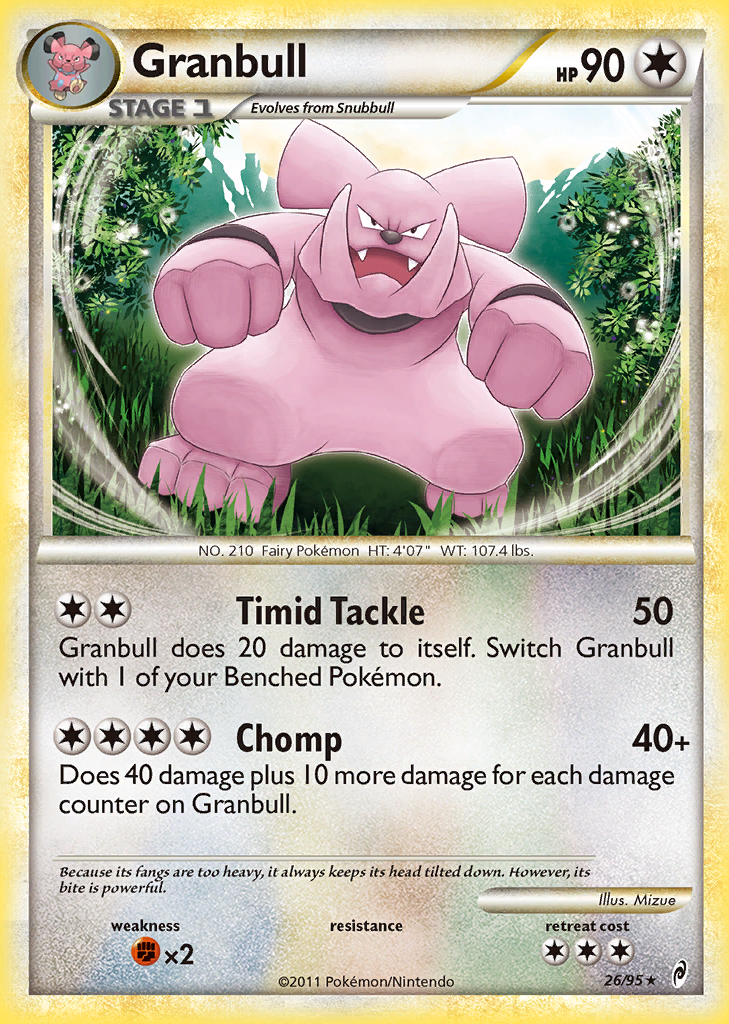 Granbull
HP 90
STAGE 1
Evolves from Snubbull
NO. 210 Fairy Pokémon HT: 4'07" WT: 107.4 lbs.
Timid Tackle 50
Granbull does 20 damage to itself. Switch Granbull
with 1 of your Benched Pokémon.
Chomp 40+
Does 40 damage plus 10 more damage for each damage
counter on Granbull.
Because its fangs are too heavy, it always keeps its head tilted down. However, its
bite is powerful.
Illus. Mizue
weakness resistance retreat cost
×2
©2011 Pokémon/Nintendo 26/95★